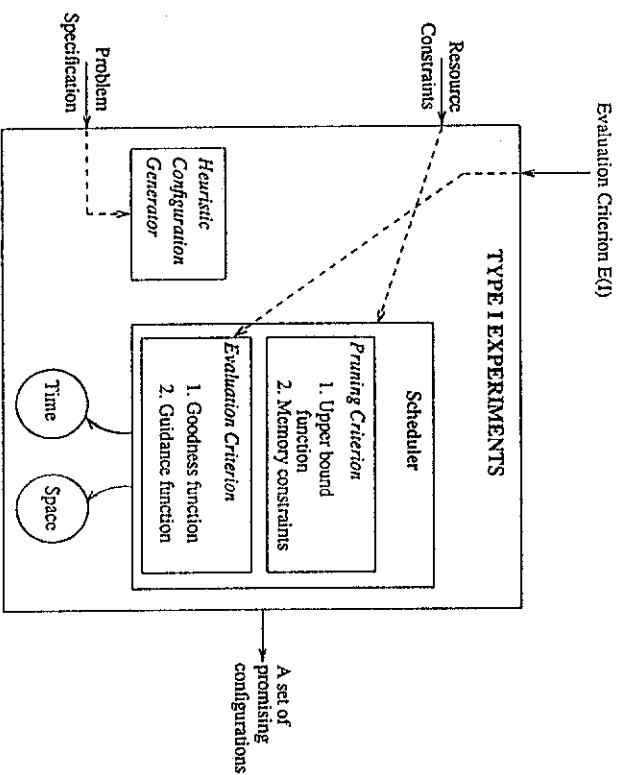 Evaluation Criterion E(I)
Resource
Constraints
Problem
Specification
TYPE I EXPERIMENTS
Heuristic
Configuration
Generator
Scheduler
Pruning Criterion
1. Upper bound
function
2. Memory constraints
Evaluation Criterion
1. Goodness function
2. Guidance function
Time
Space
A set of
promising
configurations